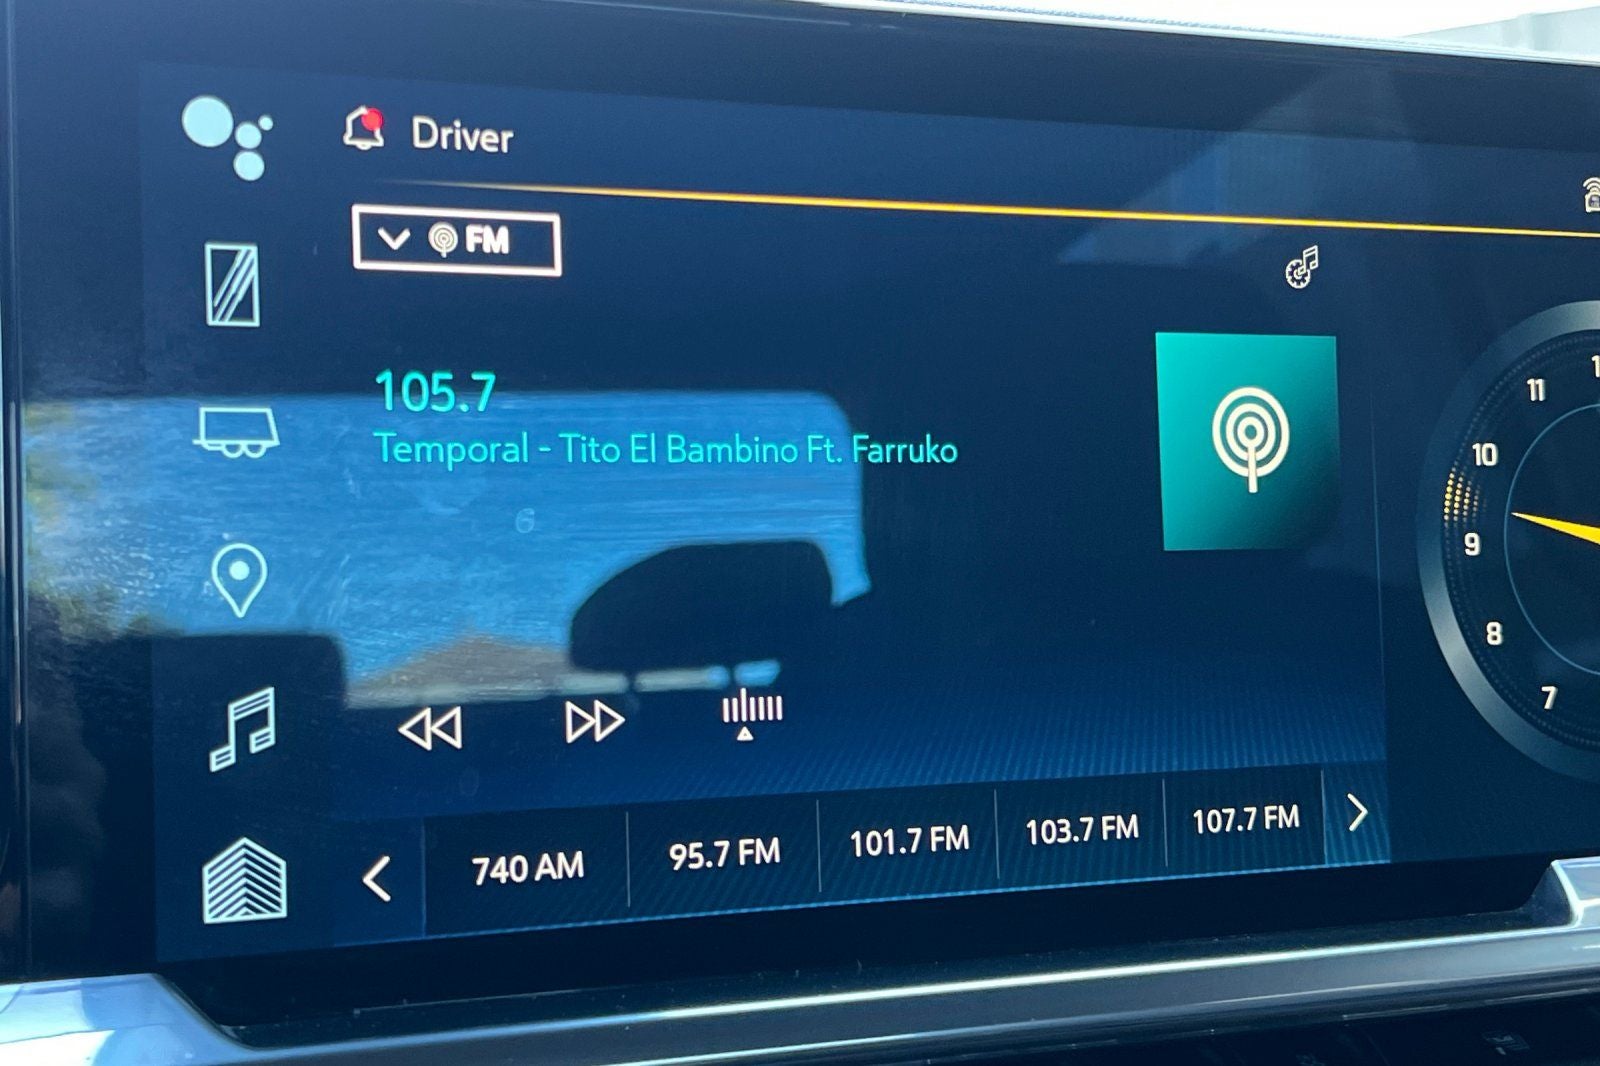 Driver
FM
105.7
Temporal - Tito El Bambino Ft. Farruko
740 AM
95.7 FM
101.7 FM
103.7 FM
107.7 FM
11
10
9
8
7